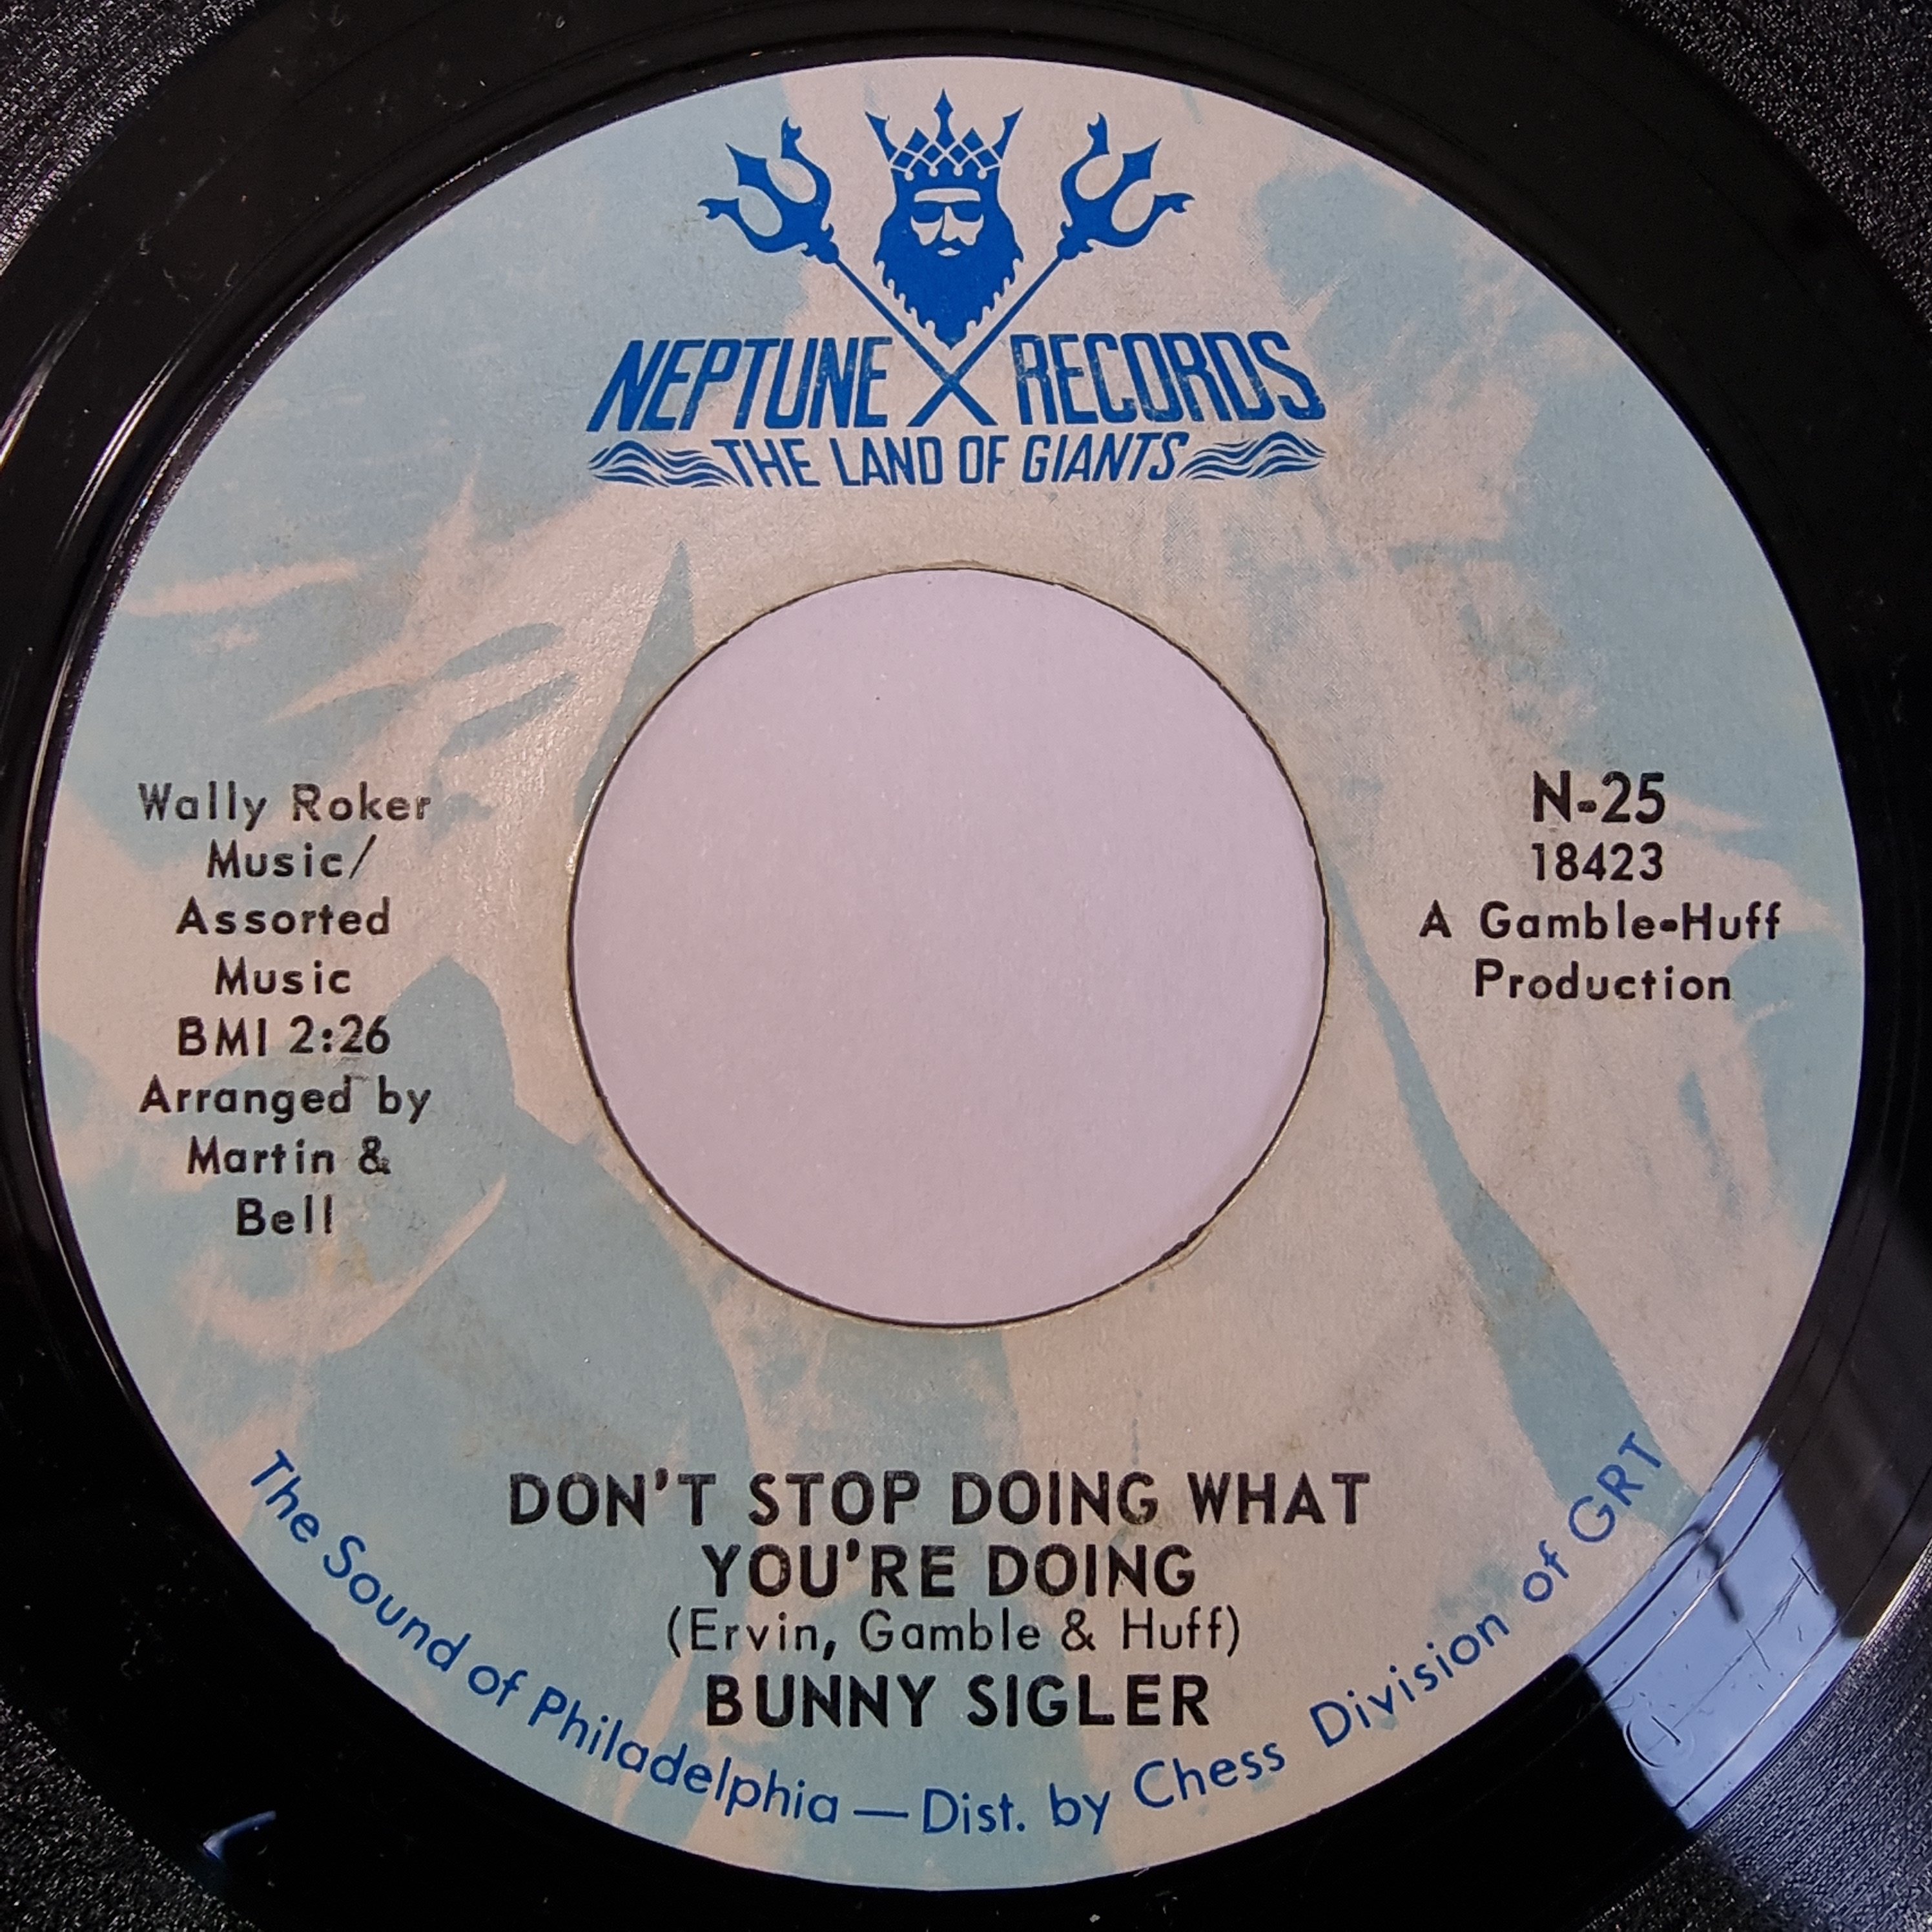 NEPTUNE RECORDS
THE LAND OF GIANTS
Wally Roker
Music/
Assorted
Music
BMI 2:26
Arranged by
Martin &
Bell
N-25
18423
A Gamble-Huff
Production
DON'T STOP DOING WHAT
YOU'RE DOING
(Ervin, Gamble & Huff)
BUNNY SIGLER
The Sound of Philadelphia — Dist. by Chess Division of GRT